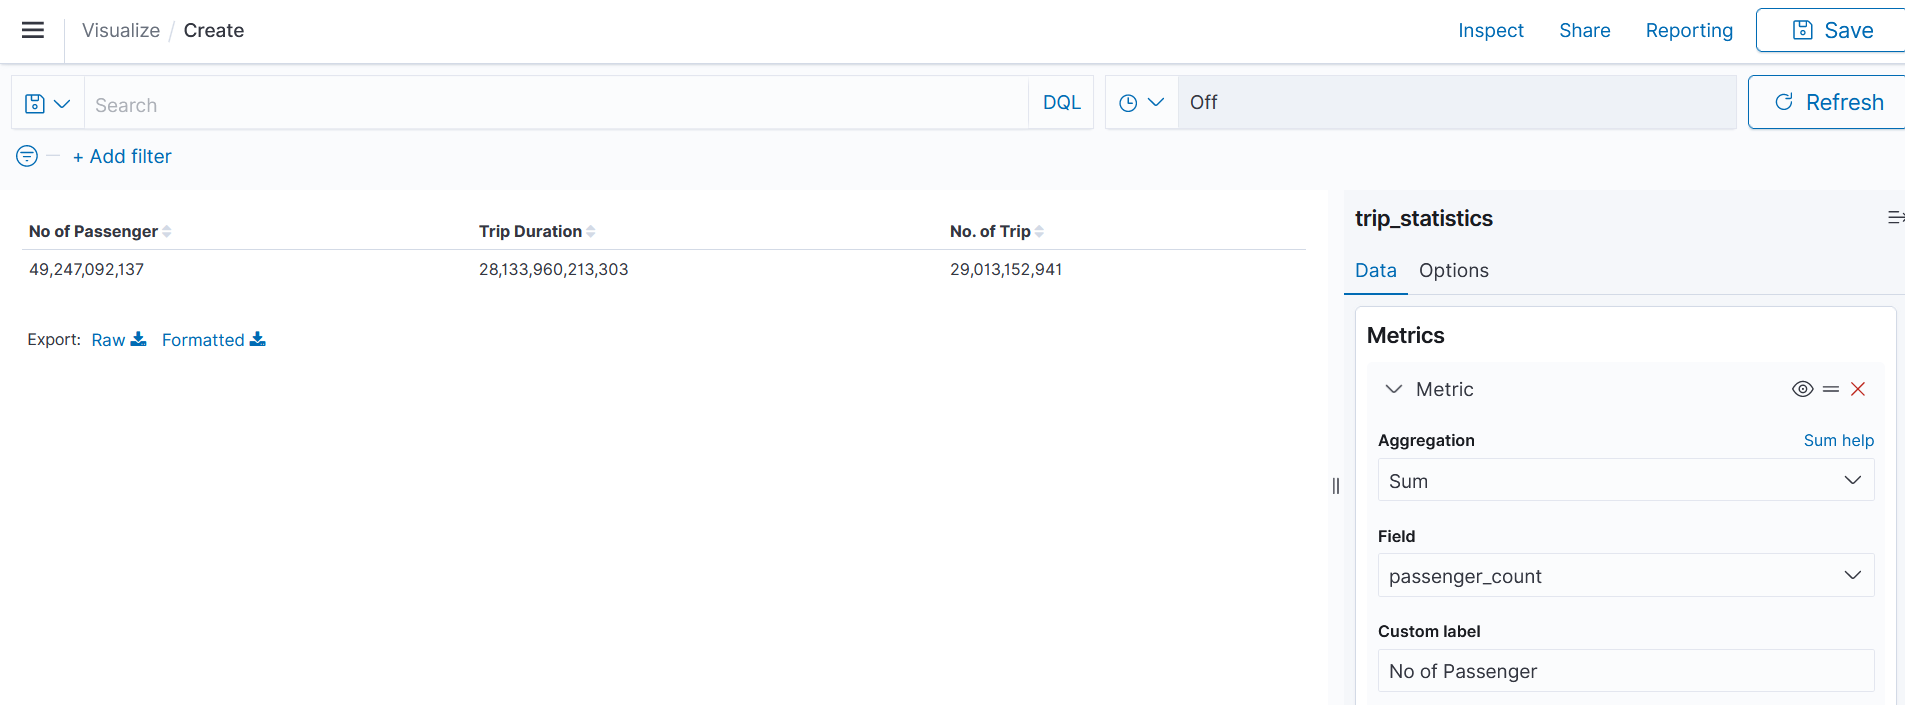 Visualize / Create
Inspect Share Reporting Save
Search DQL Off Refresh
+ Add filter
No of Passenger Trip Duration No. of Trip
49,247,092,137 28,133,960,213,303 29,013,152,941
Export: Raw Formatted
trip_statistics
Data Options
Metrics
Metric
Aggregation Sum help
Sum
Field
passenger_count
Custom label
No of Passenger